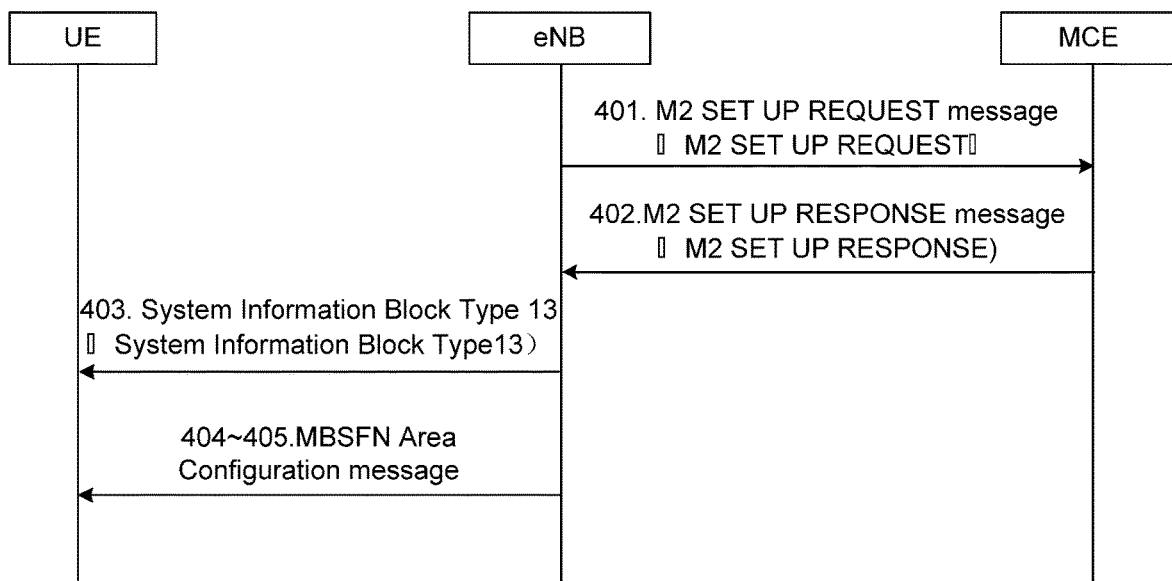 UE
eNB
MCE
401. M2 SET UP REQUEST message
▯ M2 SET UP REQUEST▯
402.M2 SET UP RESPONSE message
▯ M2 SET UP RESPONSE)
403. System Information Block Type 13
▯ System Information Block Type13）
404~405.MBSFN Area
Configuration message